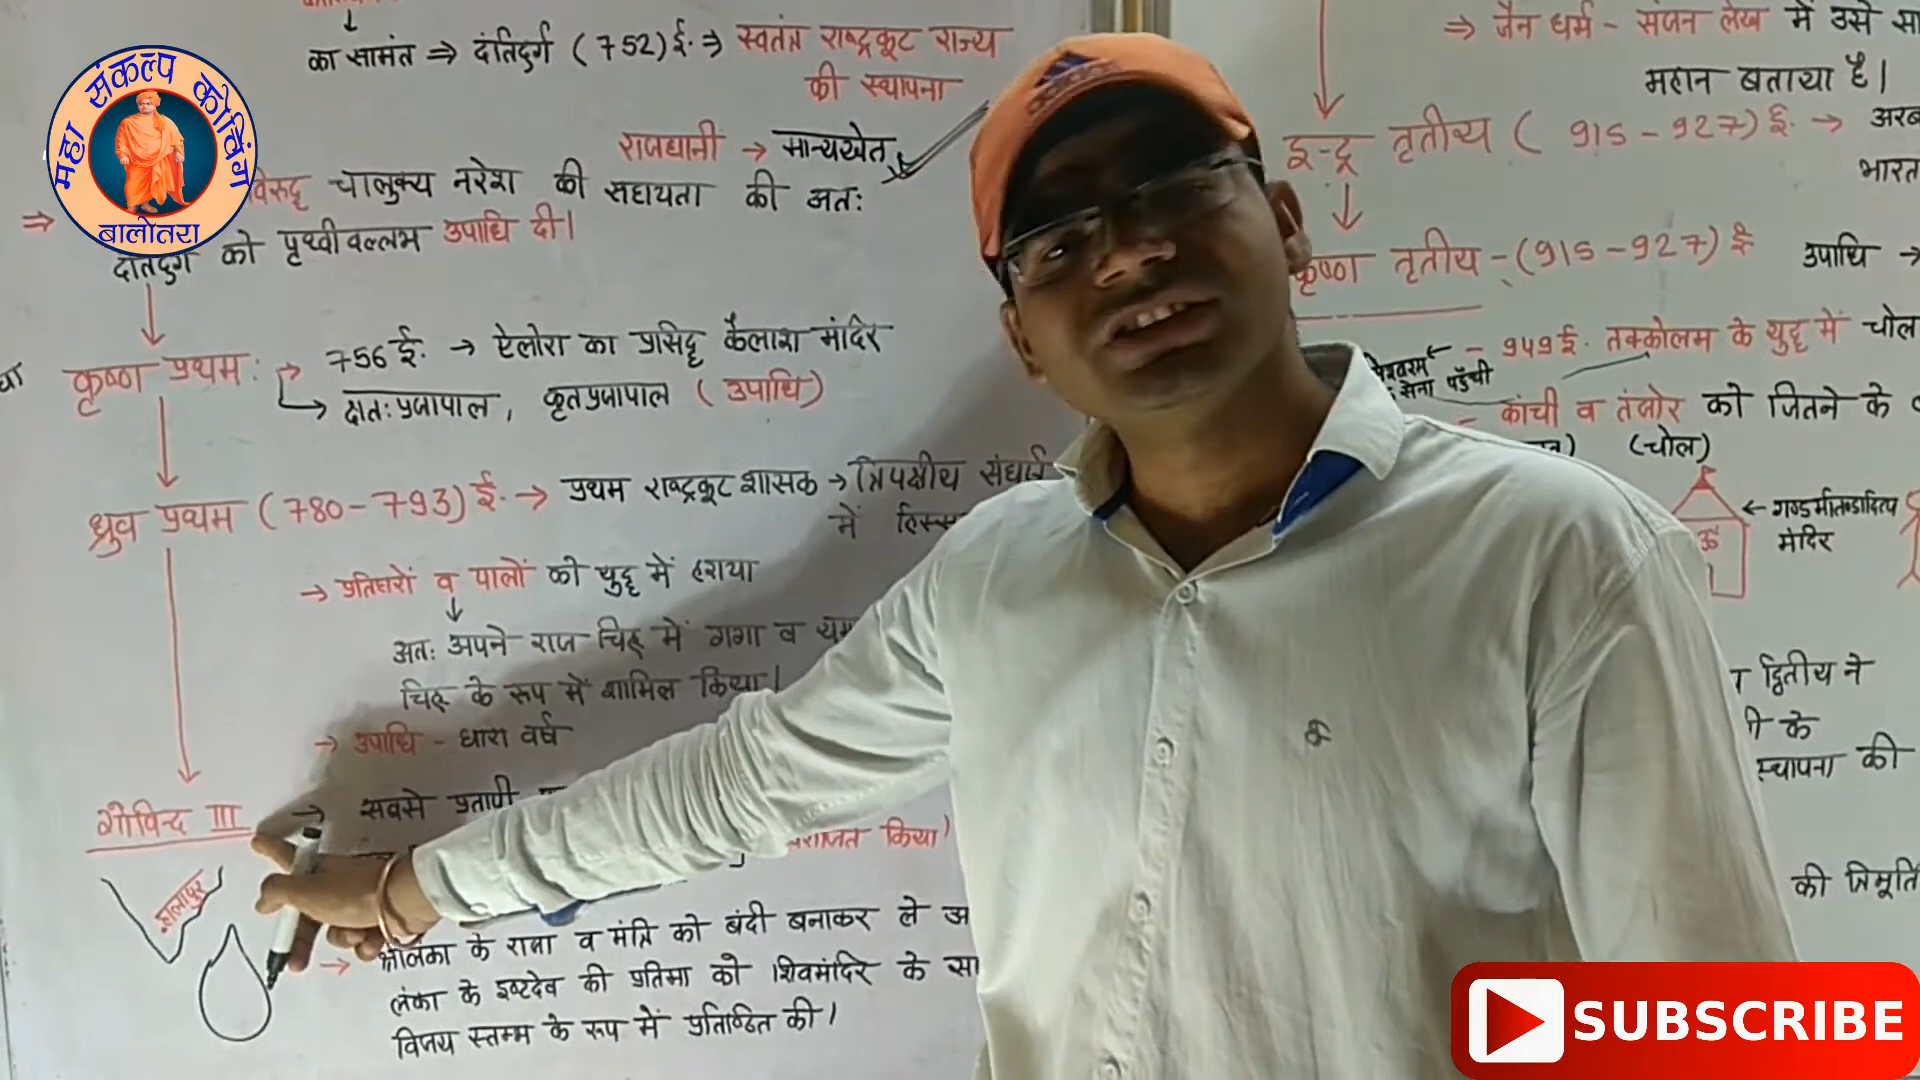 का सामंत ⇒ दंतिदुर्ग (752) ई. ⇒ स्वतंत्र राष्ट्रकूट राज्य
की स्थापना
राजधानी → मान्यखेत
विरुद्ध चालुक्य नरेश की सहायता की अतः
⇒ दंतिदुर्ग को पृथ्वीवल्लभ उपाधि दी।
कृष्ण प्रथम: → 756 ई. → ऐलोरा का प्रसिद्ध कैलाश मंदिर
→ दातःप्रजापाल, कृतप्रजापाल (उपाधि)
ध्रुव प्रथम (780-793) ई. → प्रथम राष्ट्रकूट शासक → त्रिपक्षीय संघर्ष
में
→ प्रतिघरों व पालों को युद्ध में हराया
अतः अपने राज चिह्न में गंगा व
चिह्न के रूप में शामिल किया।
→ उपाधि - धारा वर्ष
गोविन्द III → सबसे प्रतापी
किया)
→ श्रीलंका के राजा व मंत्रि को बंदी बनाकर ले
लंका के इष्टदेव की प्रतिमा को शिवमंदिर के
विजय स्तम्भ के रूप में प्रतिष्ठित की।
⇒ जैन धर्म - संजन लेख में उसे
महान बताया है।
इन्द्र तृतीय (915-927) ई. → अरब
भारत
कृष्ण तृतीय - (915-927) ई उपाधि →
- 949 ई. तक्कोलम के युद्ध में चोल
सेना पहुँची
- कांची व तंजोर को जितने के
(चोल)
ॐ
← गण्डमार्तण्डादित्य
मंदिर
द्वितीय ने
के
स्थापना की
की त्रिमूर्ति
महा संकल्प कोचिंग
बालोतरा
SUBSCRIBE